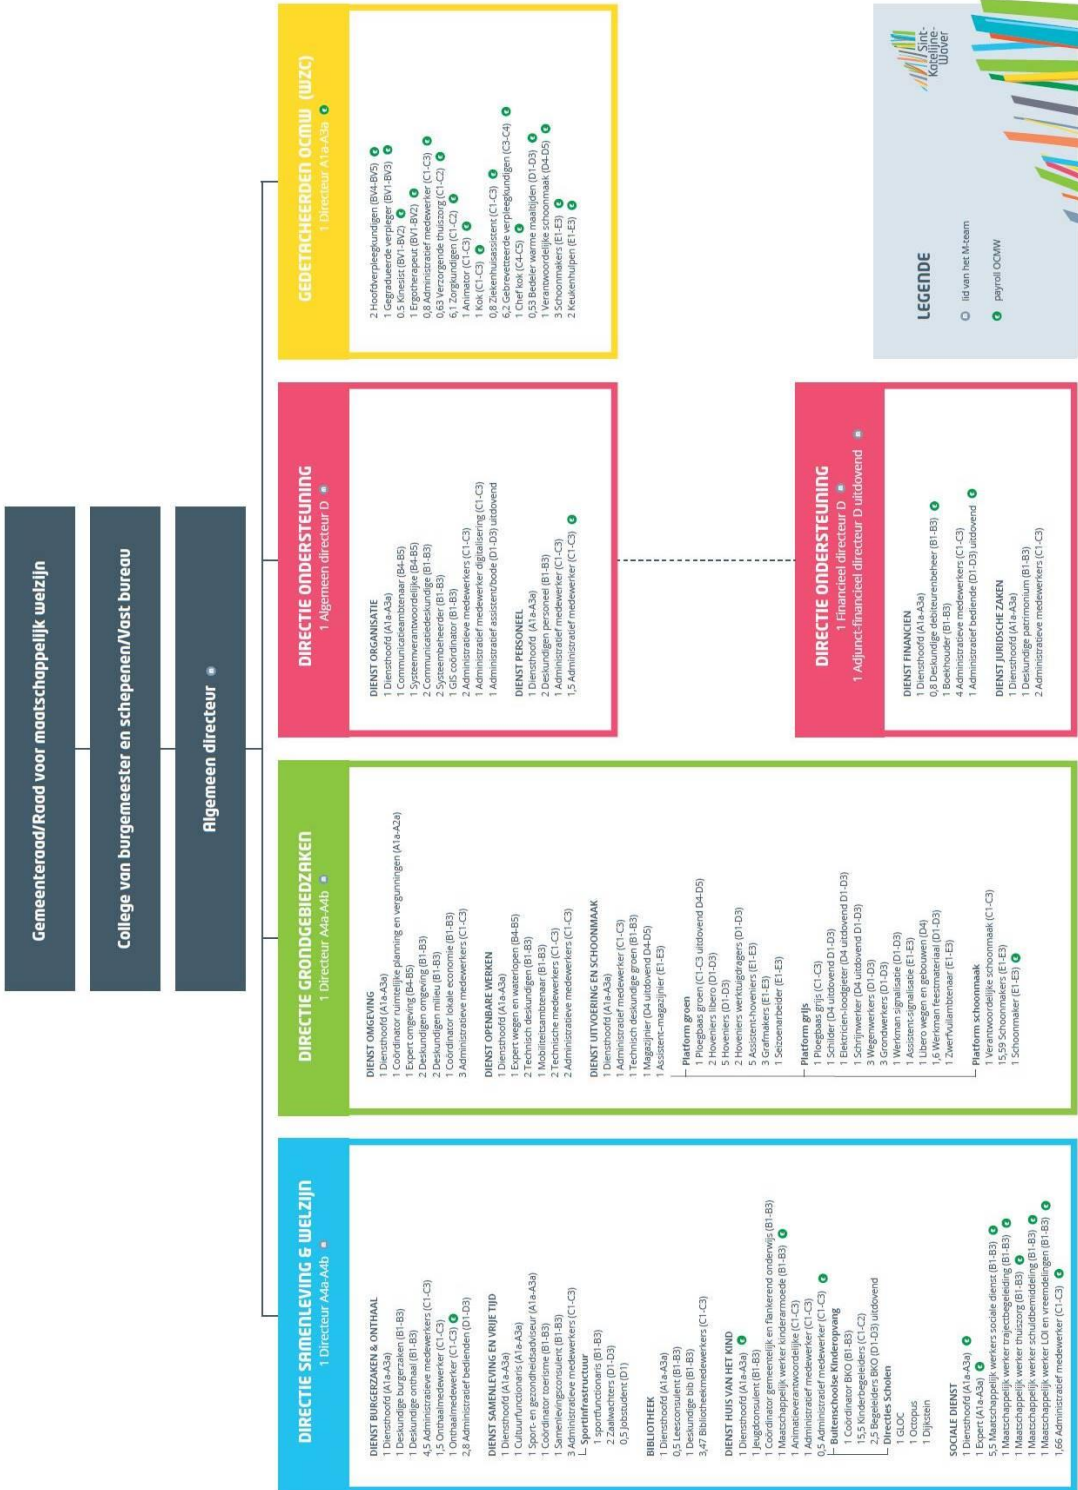 Gemeenteraad/Raad voor maatschappelijk welzijn
College van burgemeester en schepenen/Vast bureau
Algemeen directeur
DIRECTIE SAMENLEVING & WELZIJN
1 Directeur A4a-A4b
DIENST BURGERZAKEN & ONTHAAL
1 Diensthoofd (A1a-A3a)
1 Deskundige burgerzaken (B1-B3)
1 Deskundige onthaal (B1-B3)
4,5 Administratieve medewerkers (C1-C3)
1,5 Onthaalmedewerker (C1-C3)
1 Onthaalmedewerker (C1-C3) €
2,8 Administratief bedienden (D1-D3)
DIENST SAMENLEVING EN VRIJE TIJD
1 Diensthoofd (A1a-A3a)
1 Cultuurfunctionaris (A1a-A3a)
1 Sport- en gezondheidsadviseur (A1a-A3a)
1 Coördinator toerisme (B1-B3)
1 Samenlevingsconsulent (B1-B3)
3 Administratieve medewerkers (C1-C3)
Sportinfrastructuur
1 sportfunctionaris (B1-B3)
2 Zaalwachters (D1-D3)
0,5 Jobstudent (D1)
BIBLIOTHEEK
1 Diensthoofd (A1a-A3a)
0,5 Leesconsulent (B1-B3)
1 Deskundige bib (B1-B3)
3,47 Bibliotheekmedewerkers (C1-C3)
DIENST HUIS VAN HET KIND
1 Diensthoofd (A1a-A3a) €
1 Jeugdconsulent (B1-B3)
1 Coördinator gemeentelijk en flankerend onderwijs (B1-B3)
1 Maatschappelijk werker kinderarmoede (B1-B3) €
1 Animatieverantwoordelijke (C1-C3)
1 Administratief medewerker (C1-C3)
0,5 Administratief medewerker (C1-C3) €
Buitenschoolse Kinderopvang
1 Coördinator BKO (B1-B3)
15,5 Kinderbegeleiders (C1-C2)
2,5 Begeleiders BKO (D1-D3) uitdovend
Directies Scholen
1 GLOC
1 Octopus
1 Dijkstein
SOCIALE DIENST
1 Diensthoofd (A1a-A3a) €
1 Expert (A1a-A3a) €
5,5 Maatschappelijk werkers sociale dienst (B1-B3) €
1 Maatschappelijk werker trajectbegeleiding (B1-B3) €
1 Maatschappelijk werker thuiszorg (B1-B3) €
1 Maatschappelijk werker schuldbemiddeling (B1-B3) €
1 Maatschappelijk werker LOI en vreemdelingen (B1-B3) €
1,66 Administratief medewerker (C1-C3) €
DIRECTIE GRONDGEBIEDZAKEN
1 Directeur A4a-A4b
DIENST OMGEVING
1 Diensthoofd (A1a-A3a)
1 Coördinator ruimtelijke planning en vergunningen (A1a-A2a)
1 Expert omgeving (B4-B5)
2 Deskundigen omgeving (B1-B3)
2 Deskundigen milieu (B1-B3)
1 Coördinator lokale economie (B1-B3)
3 Administratieve medewerkers (C1-C3)
DIENST OPENBARE WERKEN
1 Diensthoofd (A1a-A3a)
1 Expert wegen en waterlopen (B4-B5)
2 Technisch deskundigen (B1-B3)
1 Mobiliteitsambtenaar (B1-B3)
2 Technische medewerkers (C1-C3)
2 Administratieve medewerkers (C1-C3)
DIENST UITVOERING EN SCHOONMAAK
1 Diensthoofd (A1a-A3a)
1 Administratief medewerker (C1-C3)
1 Technisch deskundige groen (B1-B3)
1 Magazijnier (D4 uitdovend D4-D5)
1 Assistent-magazijnier (E1-E3)
Platform groen
1 Ploegbaas groen (C1-C3 uitdovend D4-D5)
2 Hoveniers libero (D1-D3)
5 Hoveniers (D1-D3)
2 Hoveniers werktuigdragers (D1-D3)
5 Assistent-hoveniers (E1-E3)
3 Grafmakers (E1-E3)
1 Seizoenarbeider (E1-E3)
Platform grijs
1 Ploegbaas grijs (C1-C3)
1 Schilder (D4 uitdovend D1-D3)
1 Elektricien-loodgieter (D4 uitdovend D1-D3)
1 Schrijnwerker (D4 uitdovend D1-D3)
3 Wegenwerkers (D1-D3)
3 Grondwerkers (D1-D3)
1 Werkman signalisatie (D1-D3)
1 Assistent-signalisatie (E1-E3)
1 Libero wegen en gebouwen (D4)
1,6 Werkman feestmateriaal (D1-D3)
1 Zwerfvuilambtenaar (E1-E3)
Platform schoonmaak
1 Verantwoordelijke schoonmaak (C1-C3)
15,59 Schoonmakers (E1-E3)
1 Schoonmaker (E1-E3) €
DIRECTIE ONDERSTEUNING
1 Algemeen directeur D
DIENST ORGANISATIE
1 Diensthoofd (A1a-A3a)
1 Communicatieambtenaar (B4-B5)
1 Systeemverantwoordelijke (B4-B5)
2 Communicatiedeskundige (B1-B3)
2 Systeembeheerder (B1-B3)
1 GIS coördinator (B1-B3)
2 Administratieve medewerkers (C1-C3)
1 Administratief medewerker digitalisering (C1-C3)
1 Administratief assistent/bode (D1-D3) uitdovend
DIENST PERSONEEL
1 Diensthoofd (A1a-A3a)
2 Deskundigen personeel (B1-B3)
1 Administratief medewerker (C1-C3)
1,5 Administratief medewerker (C1-C3) €
DIRECTIE ONDERSTEUNING
1 Financieel directeur D
1 Adjunct-financieel directeur D uitdovend
DIENST FINANCIEN
1 Diensthoofd (A1a-A3a)
0,8 Deskundige debiteurenbeheer (B1-B3) €
1 Boekhouder (B1-B3)
4 Administratieve medewerkers (C1-C3)
1 Administratief bediende (D1-D3) uitdovend €
DIENST JURIDSCHE ZAKEN
1 Diensthoofd (A1a-A3a)
1 Deskundige patrimonium (B1-B3)
2 Administratieve medewerkers (C1-C3)
GEDETACHEERDEN OCMW (WZC)
1 Directeur A1a-A3a €
2 Hoofdverpleegkundigen (BV4-BV5) €
1 Gegradueerde verpleger (BV1-BV3) €
0,5 Kinesist (BV1-BV2) €
1 Ergotherapeut (BV1-BV2) €
0,8 Administratief medewerker (C1-C3) €
0,63 Verzorgende thuiszorg (C1-C2) €
6,1 Zorgkundigen (C1-C2) €
1 Animator (C1-C3) €
1 Kok (C1-C3) €
0,8 Ziekenhuisassistent (C1-C3) €
6,2 Gebrevetteerde verpleegkundigen (C3-C4) €
1 Chef kok (C4-C5) €
0,53 Bedeler warme maaltijden (D1-D3) €
1 Verantwoordelijke schoonmaak (D4-D5) €
3 Schoonmakers (E1-E3) €
2 Keukenhulpen (E1-E3) €
LEGENDE
lid van het M-team
€ payroll OCMW
Sint-
Katelijne-
Waver